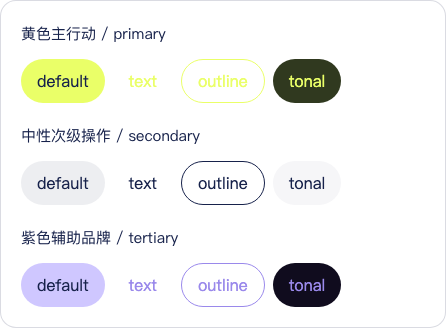 黄色主行动 / primary
default text outline tonal
中性次级操作 / secondary
default text outline tonal
紫色辅助品牌 / tertiary
default text outline tonal